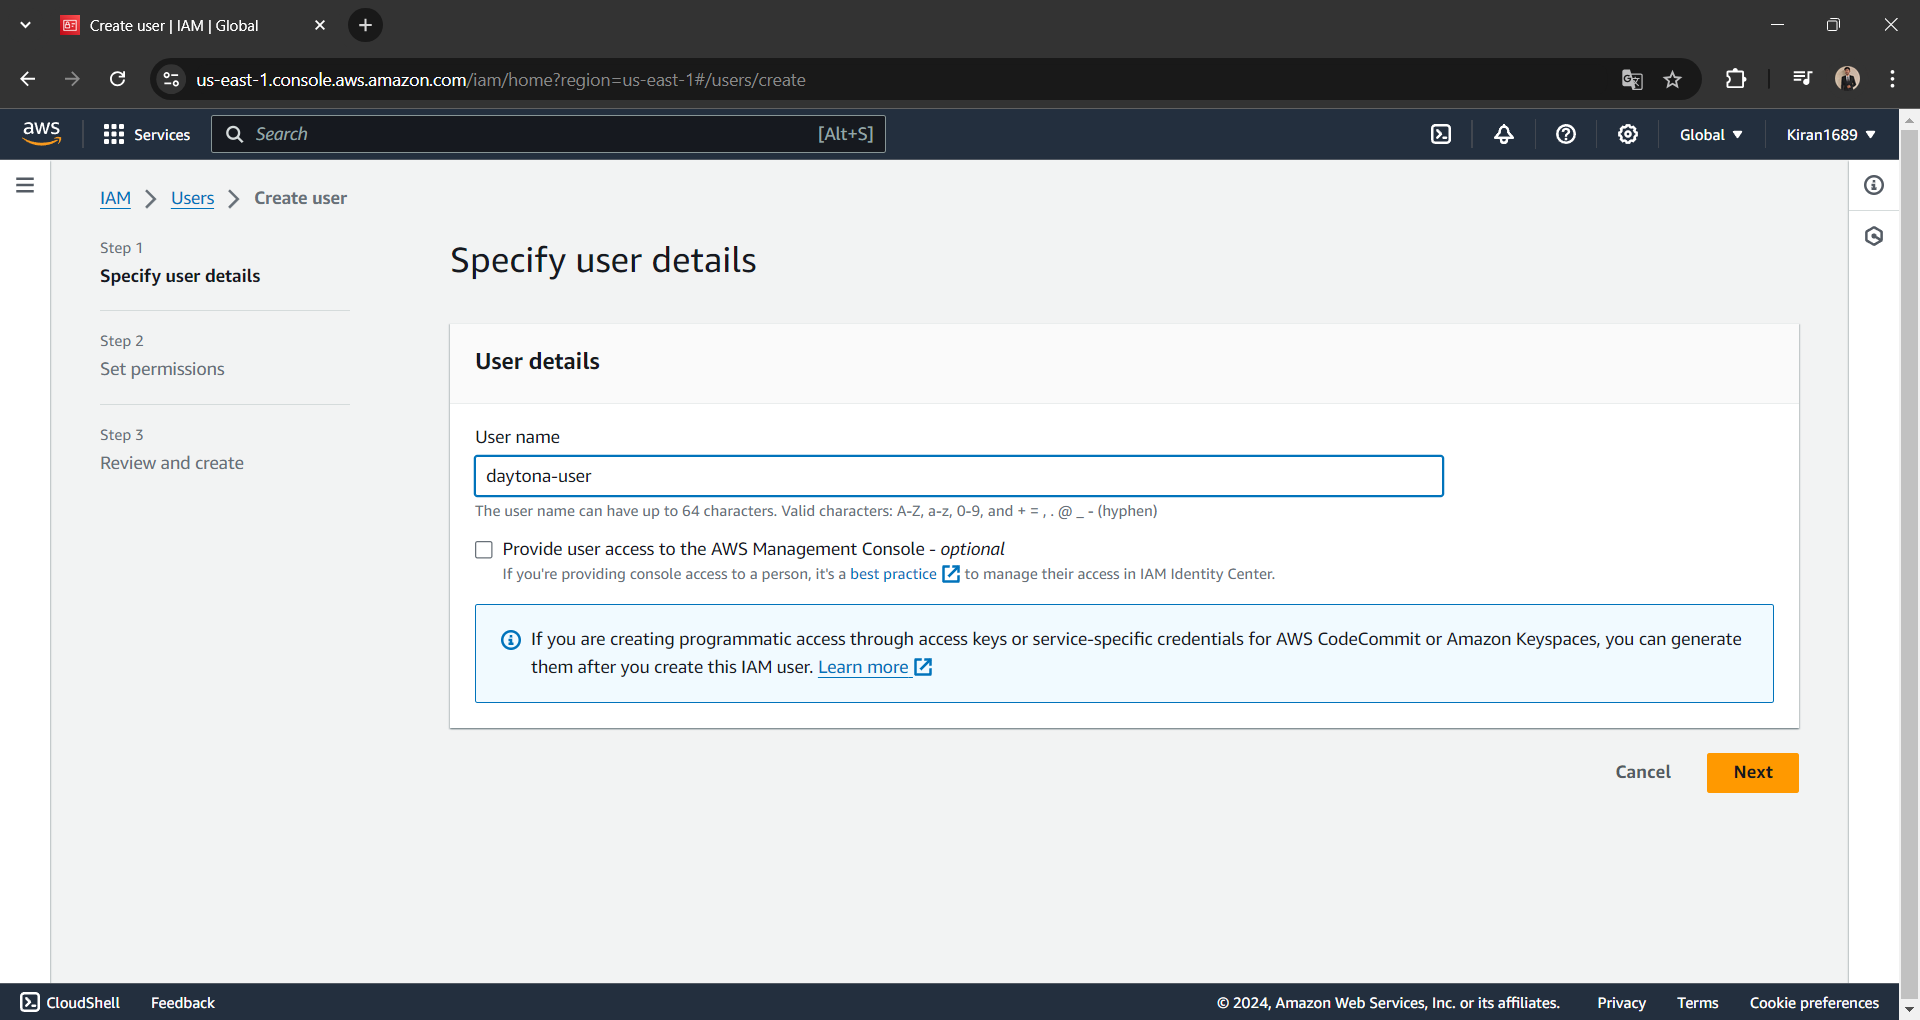 Create user | IAM | Global
us-east-1.console.aws.amazon.com/iam/home?region=us-east-1#/users/create
aws
Services
Search
[Alt+S]
Global
Kiran1689
IAM
Users
Create user
Step 1
Specify user details
Step 2
Set permissions
Step 3
Review and create
Specify user details
User details
User name
daytona-user
The user name can have up to 64 characters. Valid characters: A-Z, a-z, 0-9, and + = , . @ _ - (hyphen)
Provide user access to the AWS Management Console - optional
If you're providing console access to a person, it's a best practice to manage their access in IAM Identity Center.
If you are creating programmatic access through access keys or service-specific credentials for AWS CodeCommit or Amazon Keyspaces, you can generate
them after you create this IAM user. Learn more
Cancel
Next
CloudShell
Feedback
© 2024, Amazon Web Services, Inc. or its affiliates.
Privacy
Terms
Cookie preferences